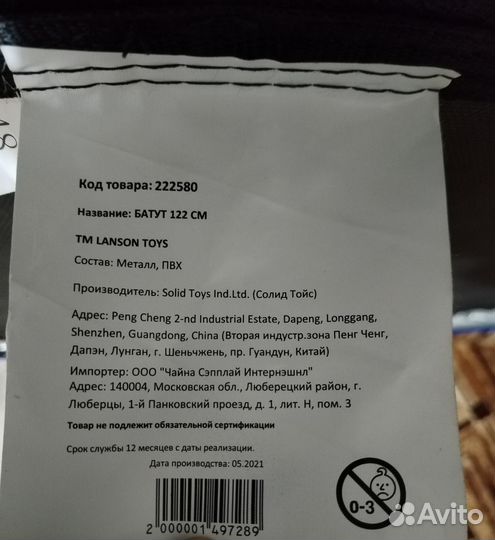 48
Код товара: 222580
Название: БАТУТ 122 СМ
TM LANSON TOYS
Состав: Металл, ПВХ
Производитель: Solid Toys Ind.Ltd. (Солид Тойс)
Адрес: Peng Cheng 2-nd Industrial Estate, Dapeng, Longgang,
Shenzhen, Guangdong, China (Вторая индустр.зона Пенг Ченг,
Дапэн, Лунган, г. Шеньчжень, пр. Гуандун, Китай)
Импортер: ООО "Чайна Сэпплай Интернэшнл"
Адрес: 140004, Московская обл., Люберецкий район, г.
Люберцы, 1-й Панковский проезд, д. 1, лит. Н, пом. 3
Товар не подлежит обязательной сертификации
Срок службы 12 месяцев с даты реализации.
Дата производства: 05.2021
0-3
2 000001 497289
Avito